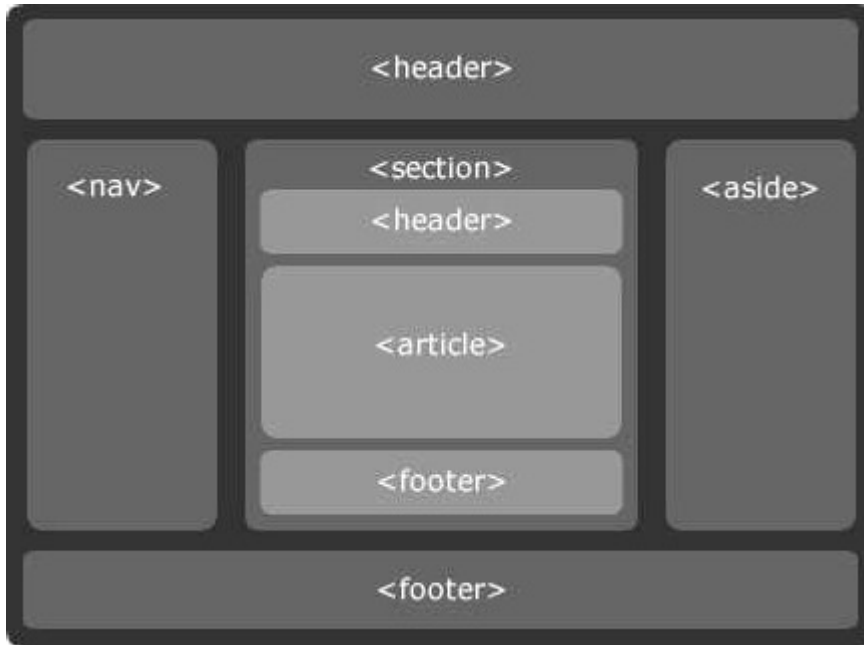 <header>
<nav>
<section>
<header>
<article>
<footer>
<aside>
<footer>